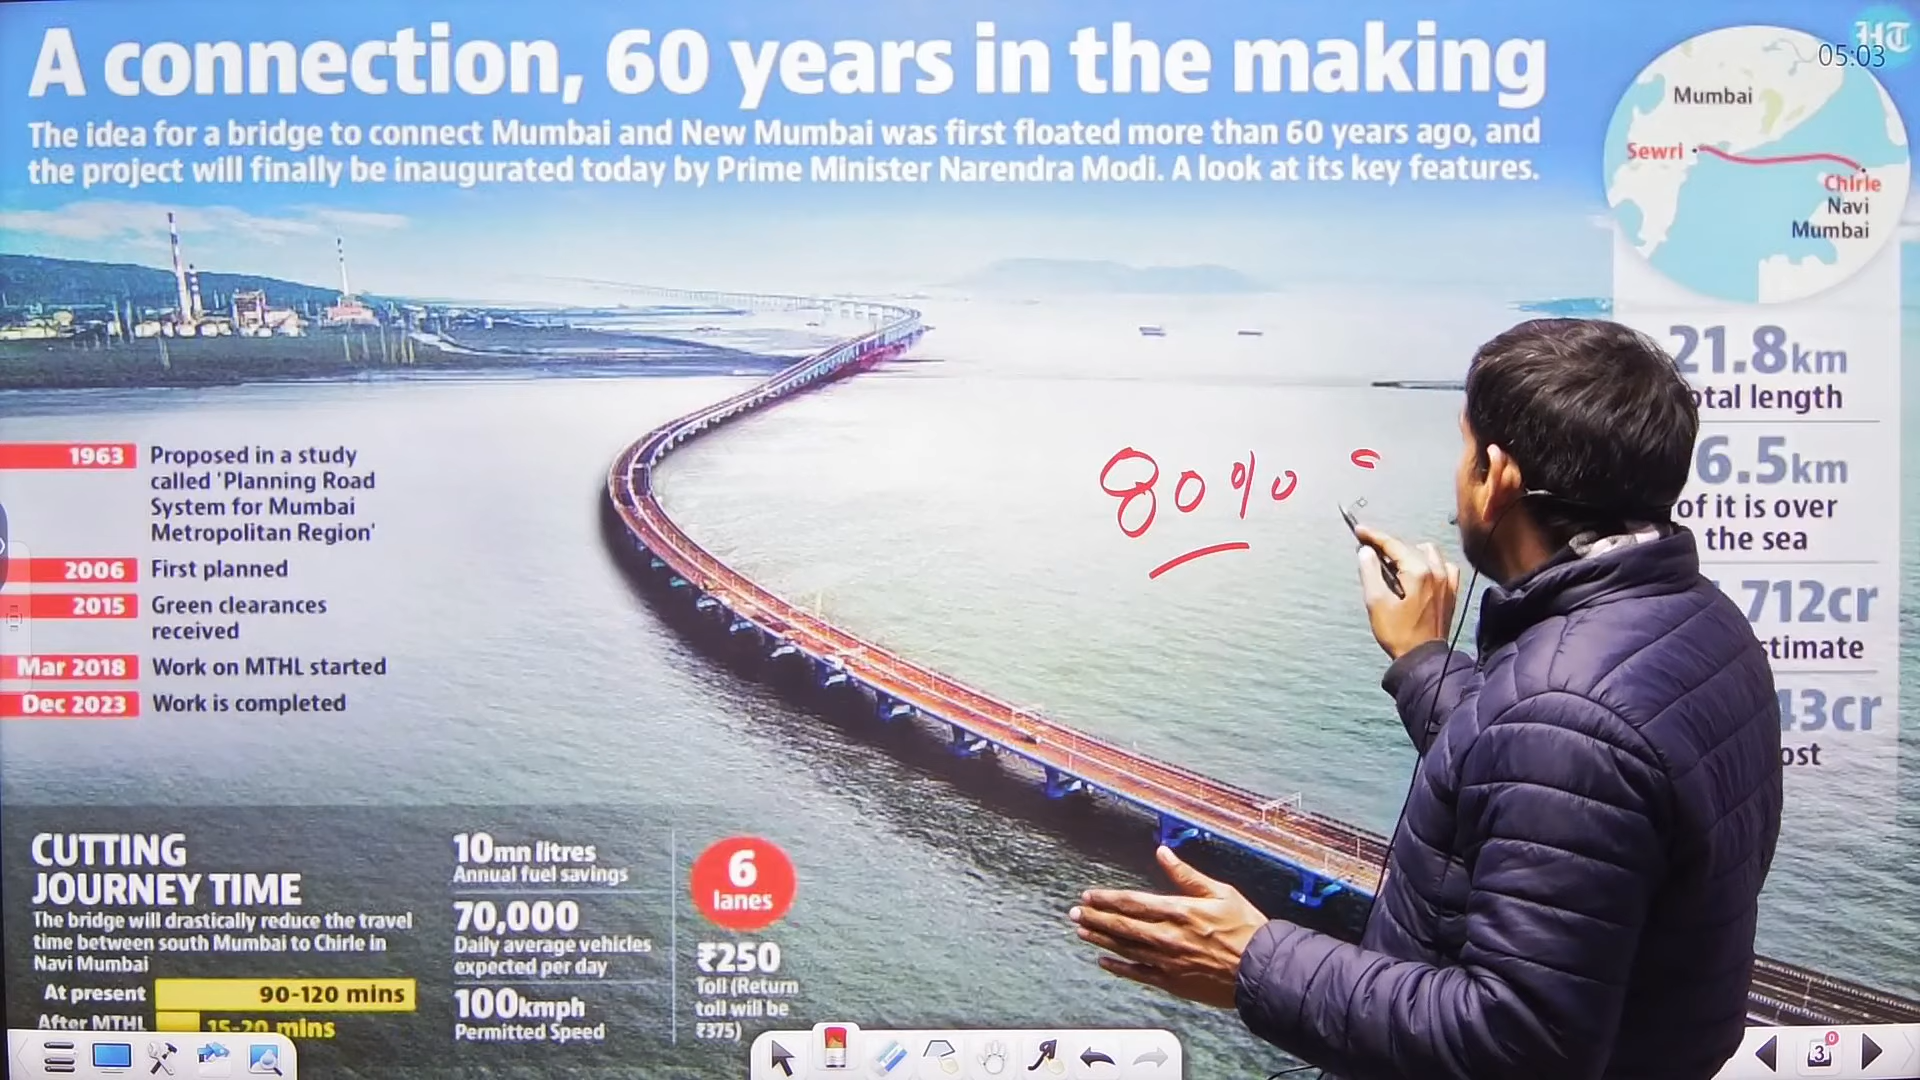 A connection, 60 years in the making
The idea for a bridge to connect Mumbai and New Mumbai was first floated more than 60 years ago, and
the project will finally be inaugurated today by Prime Minister Narendra Modi. A look at its key features.
HT
05:03
Mumbai
Sewri
Chirle
Navi
Mumbai
21.8km
length
6.5km
of it is over
the sea
712cr
43cr
80%
1963 Proposed in a study
called 'Planning Road
System for Mumbai
Metropolitan Region'
2006 First planned
2015 Green clearances
received
Mar 2018 Work on MTHL started
Dec 2023 Work is completed
CUTTING
JOURNEY TIME
The bridge will drastically reduce the travel
time between south Mumbai to Chirle in
Navi Mumbai
At present 90-120 mins
After MTHL 15-20 mins
10mn litres
Annual fuel savings
70,000
Daily average vehicles
expected per day
100kmph
Permitted Speed
6
lanes
₹250
Toll (Return
toll will be
₹375)
3
0